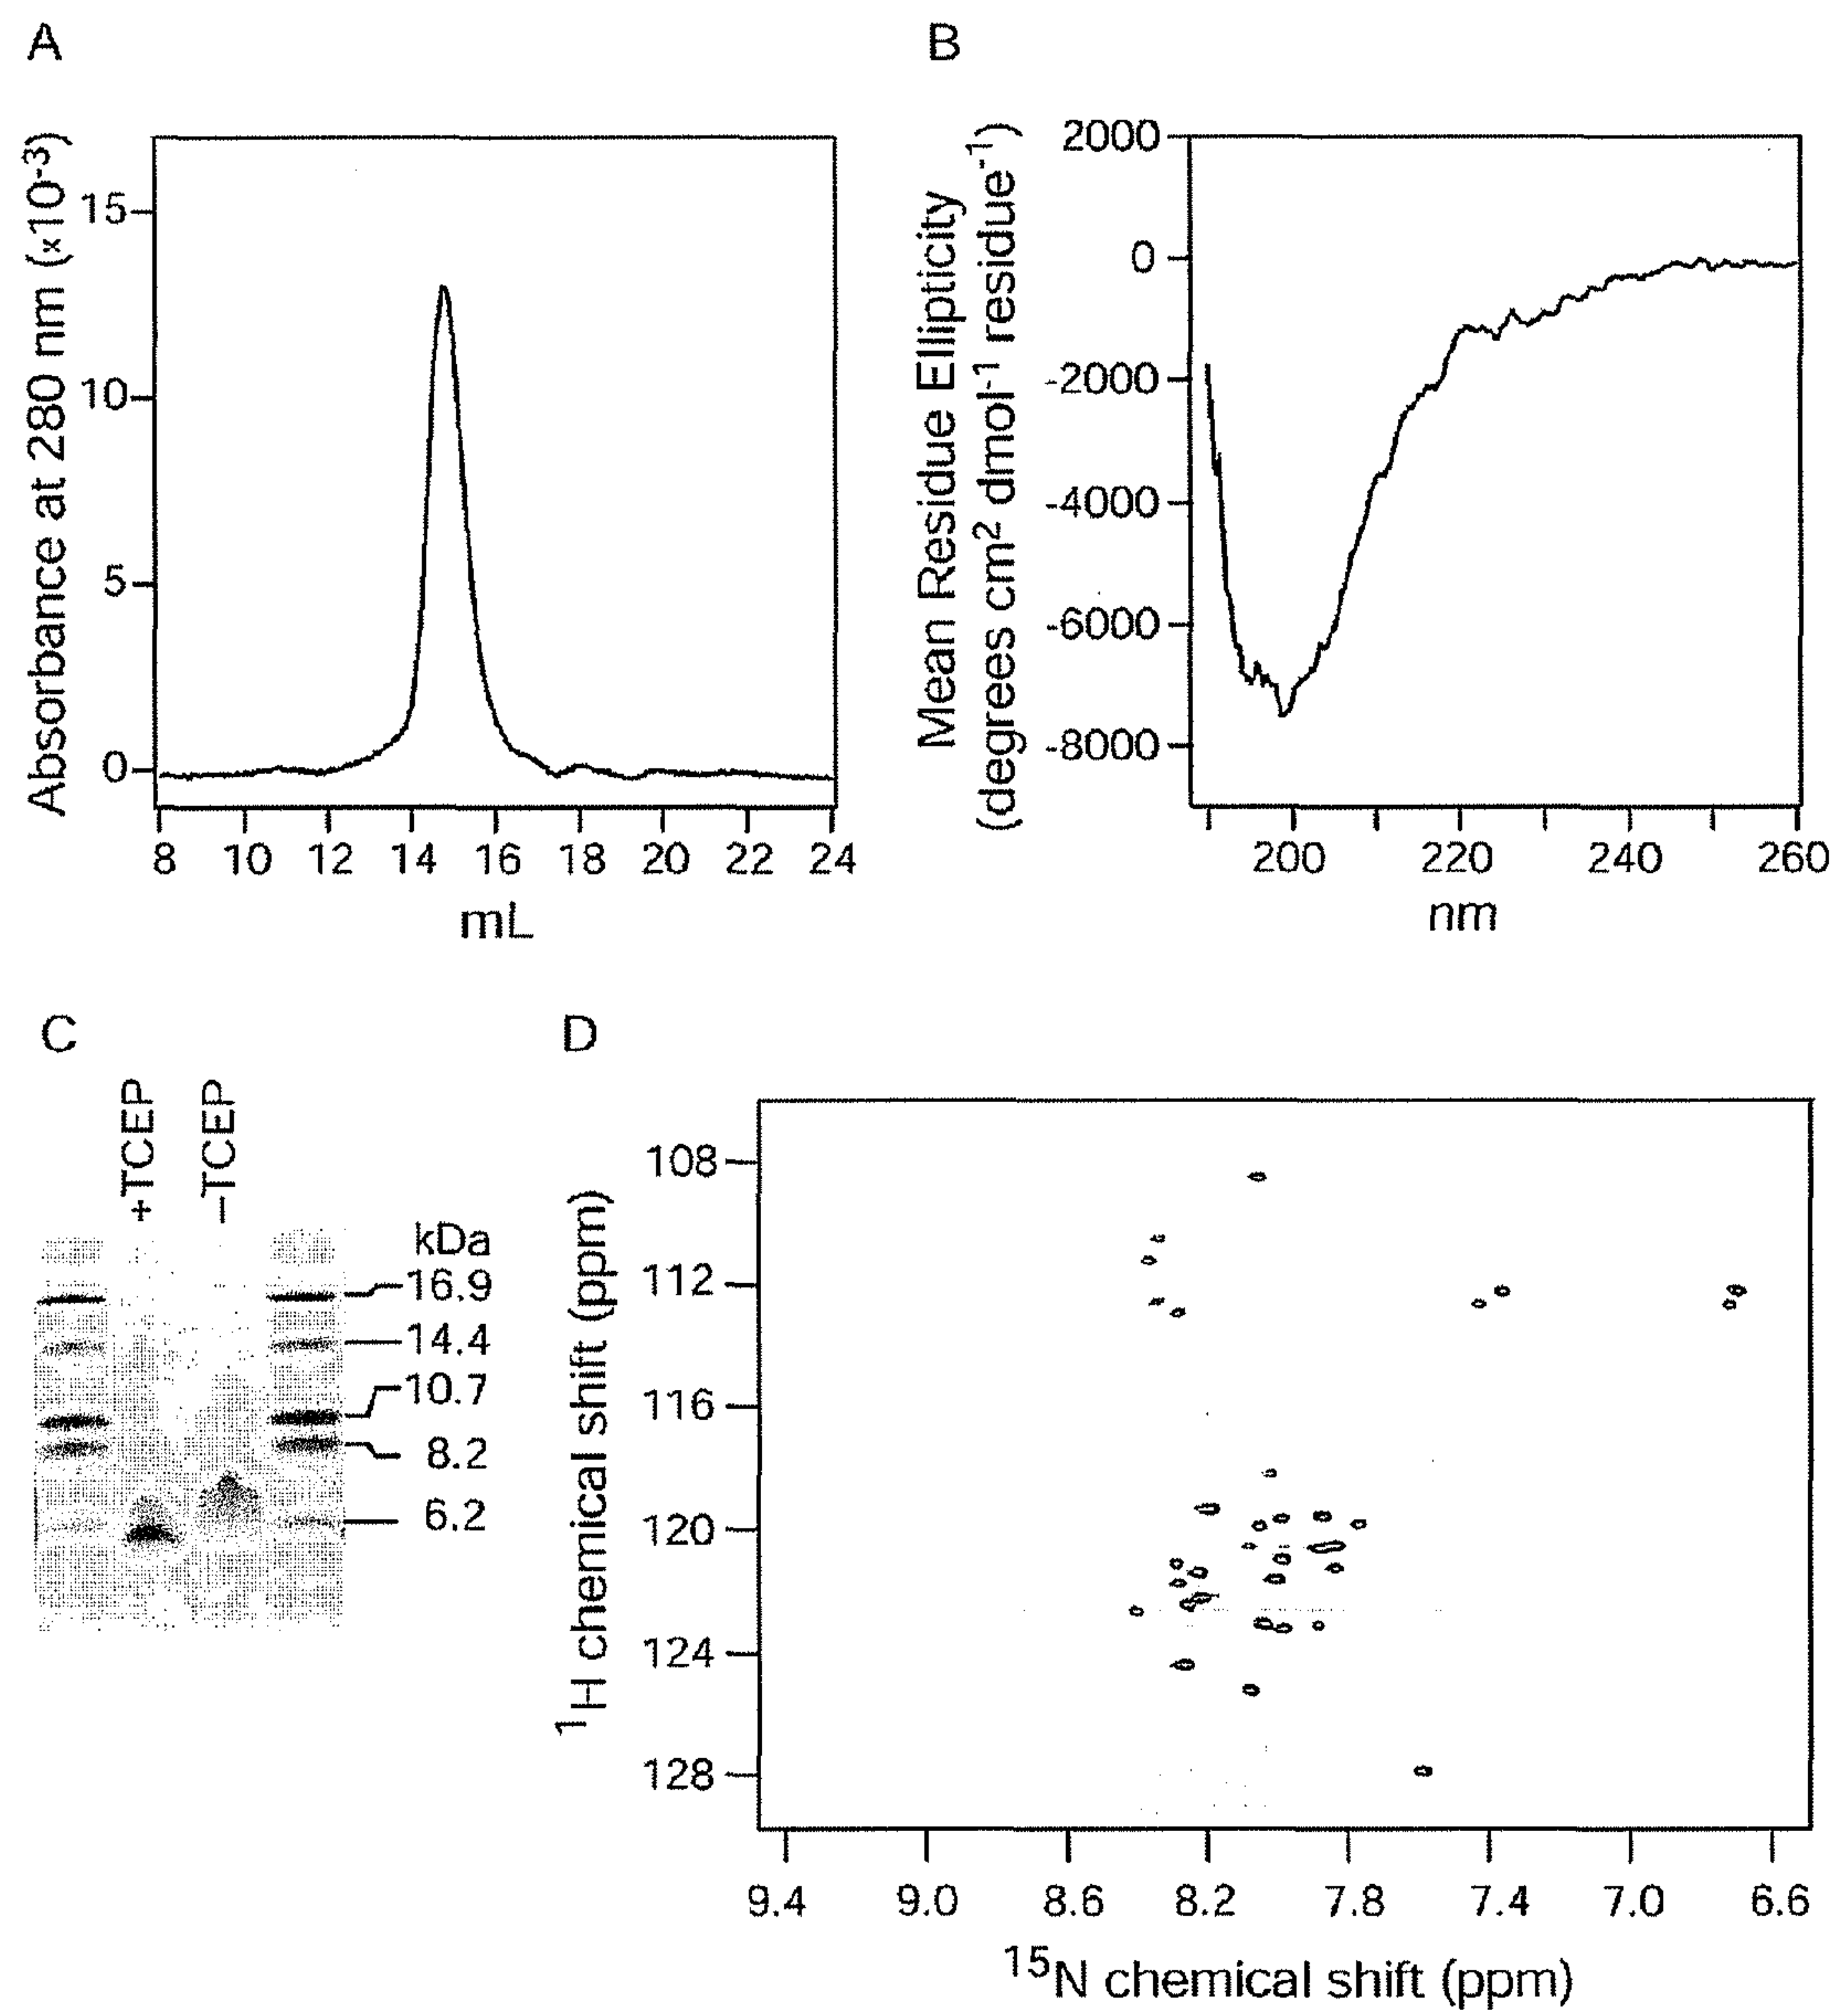 A
Absorbance at 280 nm (×10⁻³)
15
10
5
0
8 10 12 14 16 18 20 22 24
mL
B
Mean Residue Ellipticity
(degrees cm² dmol⁻¹ residue⁻¹)
2000
0
-2000
-4000
-6000
-8000
200 220 240 260
nm
C
+TCEP
–TCEP
kDa
16.9
14.4
10.7
8.2
6.2
D
¹H chemical shift (ppm)
108
112
116
120
124
128
9.4 9.0 8.6 8.2 7.8 7.4 7.0 6.6
¹⁵N chemical shift (ppm)